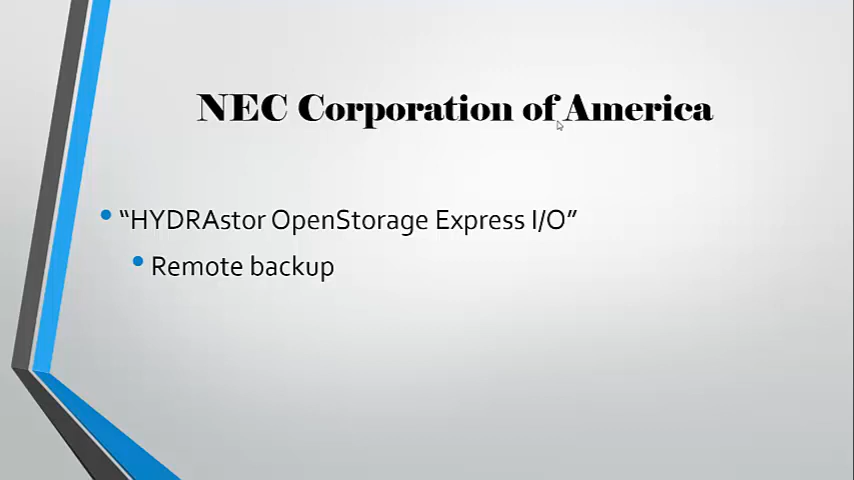 NEC Corporation of America
• “HYDRAstor OpenStorage Express I/O”
• Remote backup